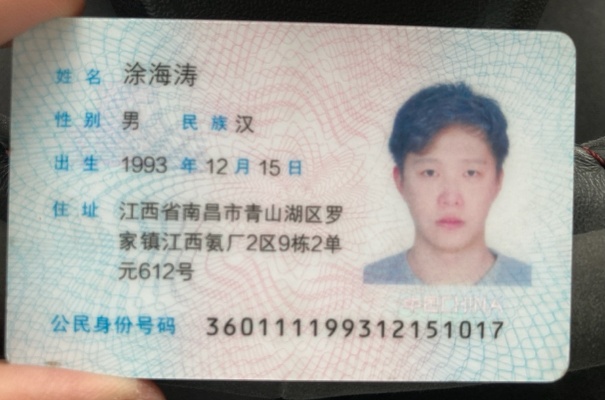 姓名 涂海涛
性别 男 民族 汉
出生 1993 年 12 月 15 日
住址 江西省南昌市青山湖区罗
家镇江西氨厂2区9栋2单
元612号
公民身份号码 360111199312151017